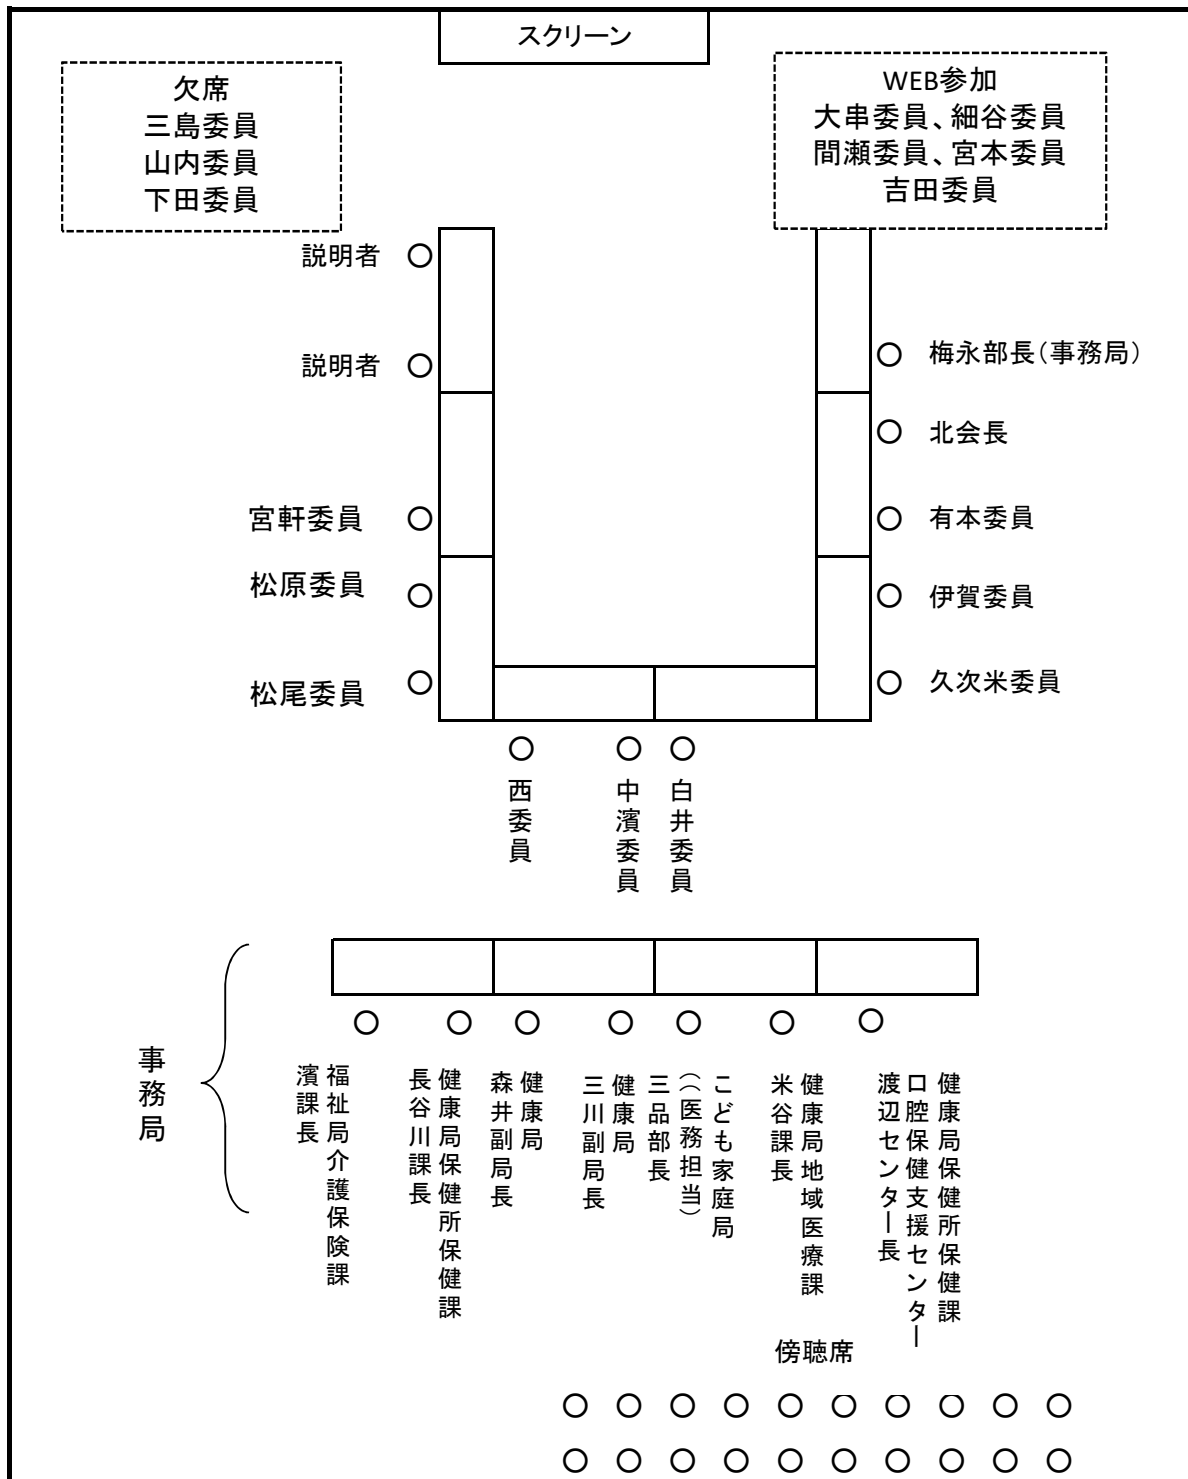 スクリーン
欠席
三島委員
山内委員
下田委員
WEB参加
大串委員、細谷委員
間瀬委員、宮本委員
吉田委員
説明者
説明者
宮軒委員
松原委員
松尾委員
梅永部長（事務局）
北会長
有本委員
伊賀委員
久次米委員
西委員
中濱委員
白井委員
事務局
福祉局介護保険課
濱課長
健康局保健所保健課
長谷川課長
健康局
森井副局長
健康局
三川副局長
こども家庭局
（（医務担当）
三品部長
健康局地域医療課
米谷課長
健康局保健所保健課
口腔保健支援センター
渡辺センター長
傍聴席